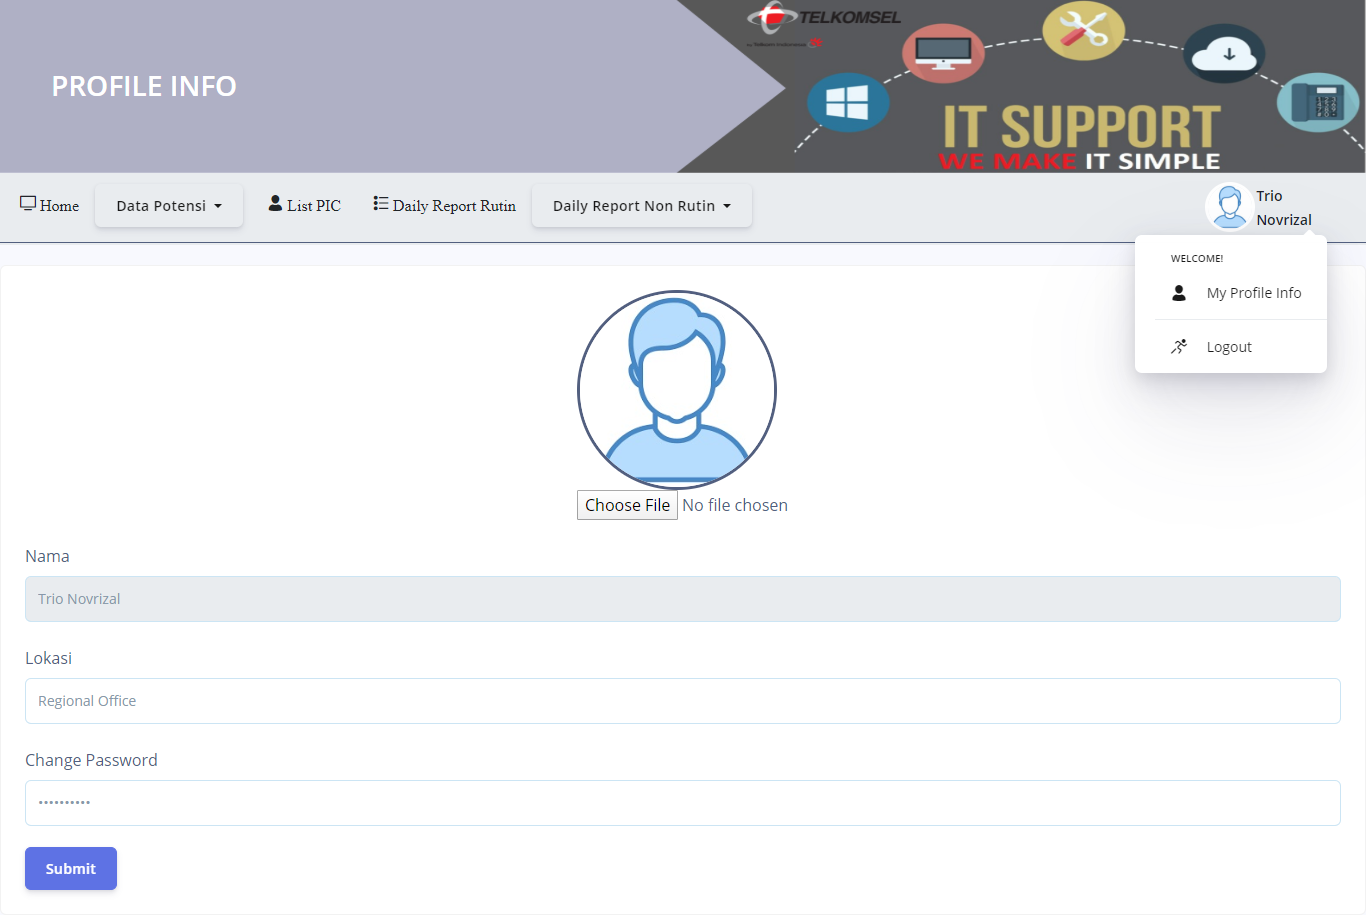 TELKOMSEL
PROFILE INFO
IT SUPPORT
WE MAKE IT SIMPLE
Home
Data Potensi
List PIC
Daily Report Rutin
Daily Report Non Rutin
Trio
Novrizal
WELCOME!
My Profile Info
Logout
Choose File No file chosen
Nama
Trio Novrizal
Lokasi
Regional Office
Change Password
••••••••••
Submit